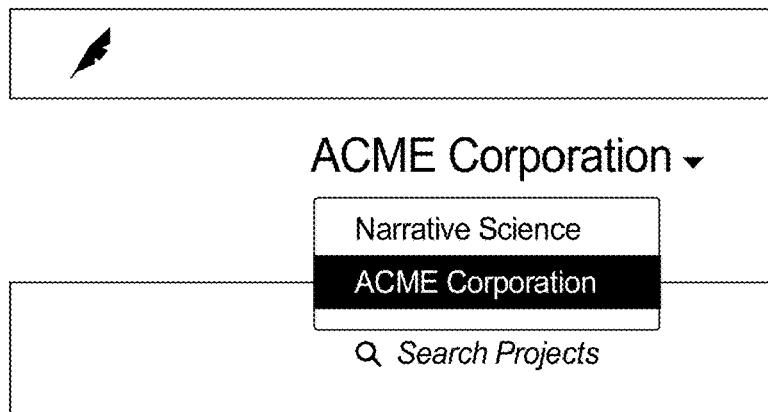 ACME Corporation
Narrative Science
ACME Corporation
Search Projects